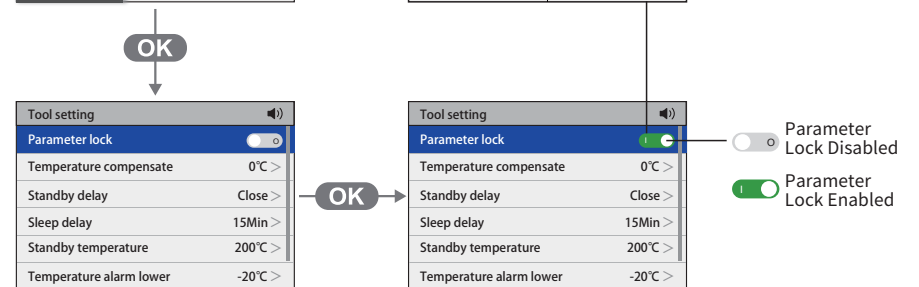 OK
Tool setting
Parameter lock
O
Temperature compensate 0℃ >
Standby delay Close >
Sleep delay 15Min >
Standby temperature 200℃ >
Temperature alarm lower -20℃ >
OK
Tool setting
Parameter lock
I
Temperature compensate 0℃ >
Standby delay Close >
Sleep delay 15Min >
Standby temperature 200℃ >
Temperature alarm lower -20℃ >
O
Parameter
Lock Disabled
I
Parameter
Lock Enabled